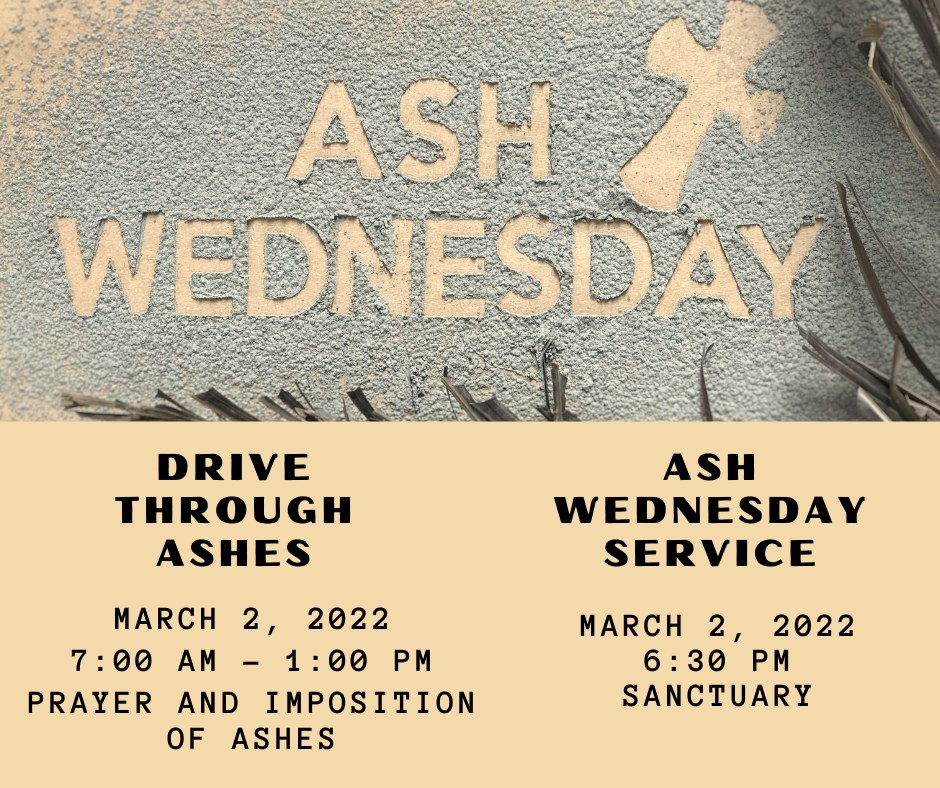 ASH
WEDNESDAY
DRIVE
THROUGH
ASHES
MARCH 2, 2022
7:00 AM – 1:00 PM
PRAYER AND IMPOSITION
OF ASHES
ASH
WEDNESDAY
SERVICE
MARCH 2, 2022
6:30 PM
SANCTUARY